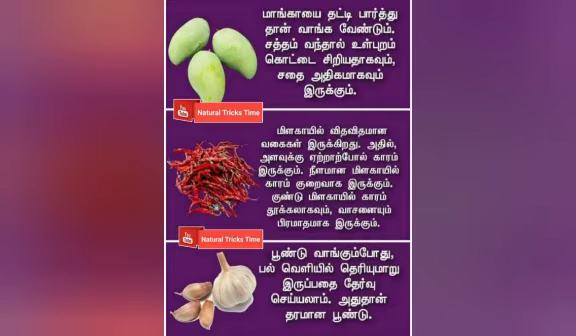 மாங்காயை தட்டி பார்த்து
தான் வாங்க வேண்டும்.
சத்தம் வந்தால் உள்புறம்
கொட்டை சிறியதாகவும்,
சதை அதிகமாகவும்
இருக்கும்.
Natural Tricks Time
மிளகாயில் விதவிதமான
வகைகள் இருக்கிறது. அதில்,
அளவுக்கு ஏற்றாற்போல் காரம்
இருக்கும். நீளமான மிளகாயில்
காரம் குறைவாக இருக்கும்.
குண்டு மிளகாயில் காரம்
தூக்கலாகவும், வாசனையும்
பிரமாதமாக இருக்கும்.
Natural Tricks Time
பூண்டு வாங்கும்போது,
பல் வெளியில் தெரியுமாறு
இருப்பதை தேர்வு
செய்யலாம். அதுதான்
தரமான பூண்டு.